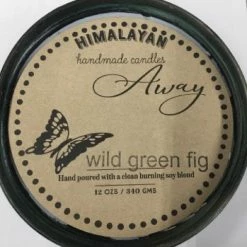 HIMALAYAN
handmade candles
Away
wild green fig
Hand poured with a clean burning soy blend
12 OZS / 340 GMS